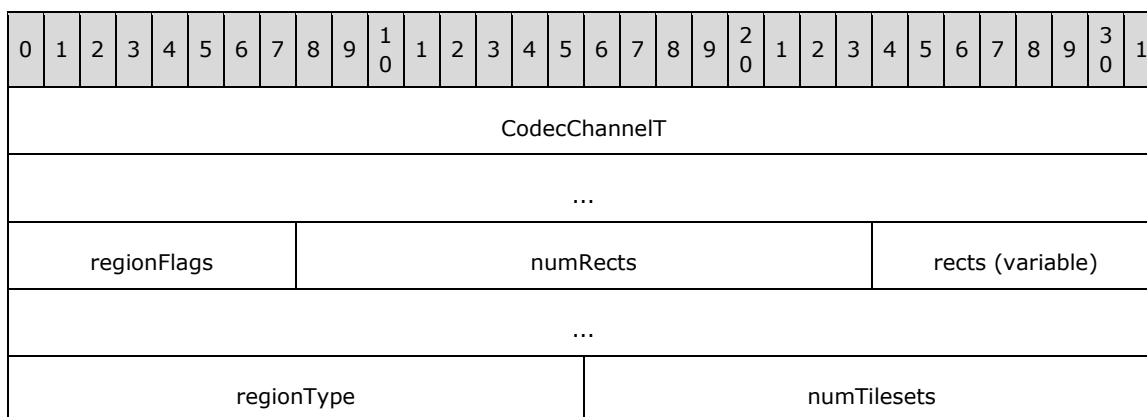 0 1 2 3 4 5 6 7 8 9 1 0 1 2 3 4 5 6 7 8 9 2 0 1 2 3 4 5 6 7 8 9 3 0 1
CodecChannelT
...
regionFlags numRects rects (variable)
...
regionType numTilesets